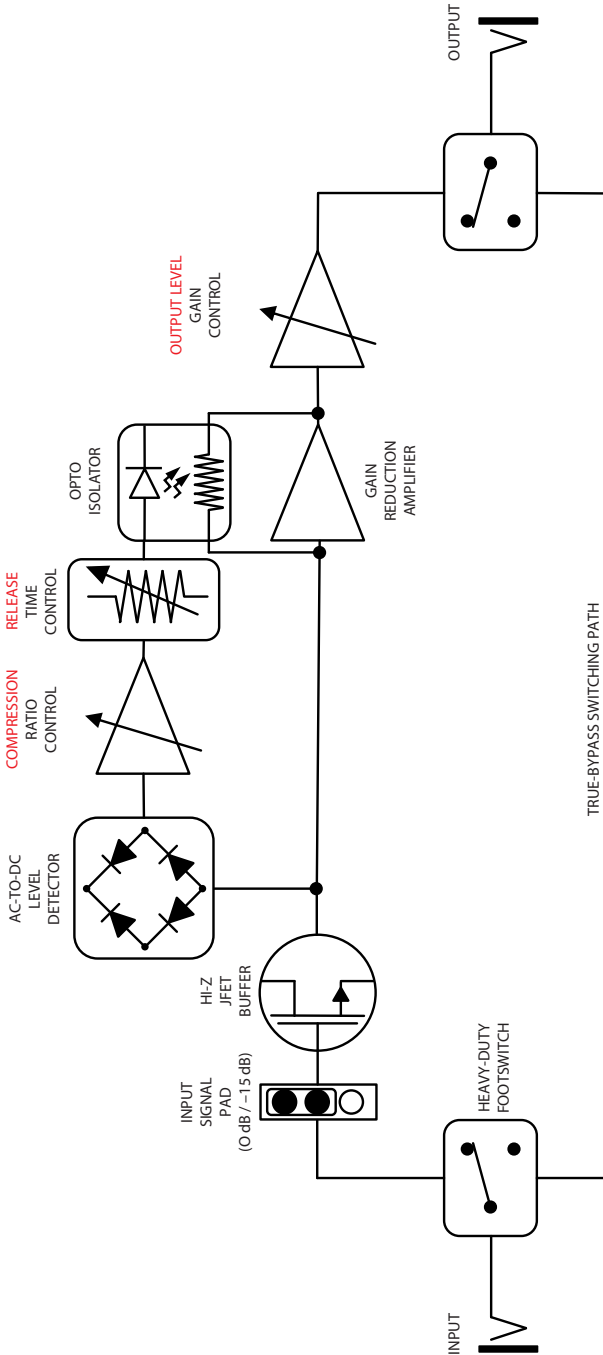 INPUT
HEAVY-DUTY
FOOTSWITCH
INPUT
SIGNAL
PAD
(O dB / –15 dB)
HI-Z
JFET
BUFFER
AC-TO-DC
LEVEL
DETECTOR
COMPRESSION
RATIO
CONTROL
RELEASE
TIME
CONTROL
OPTO
ISOLATOR
GAIN
REDUCTION
AMPLIFIER
OUTPUT LEVEL
GAIN
CONTROL
OUTPUT
TRUE-BYPASS SWITCHING PATH